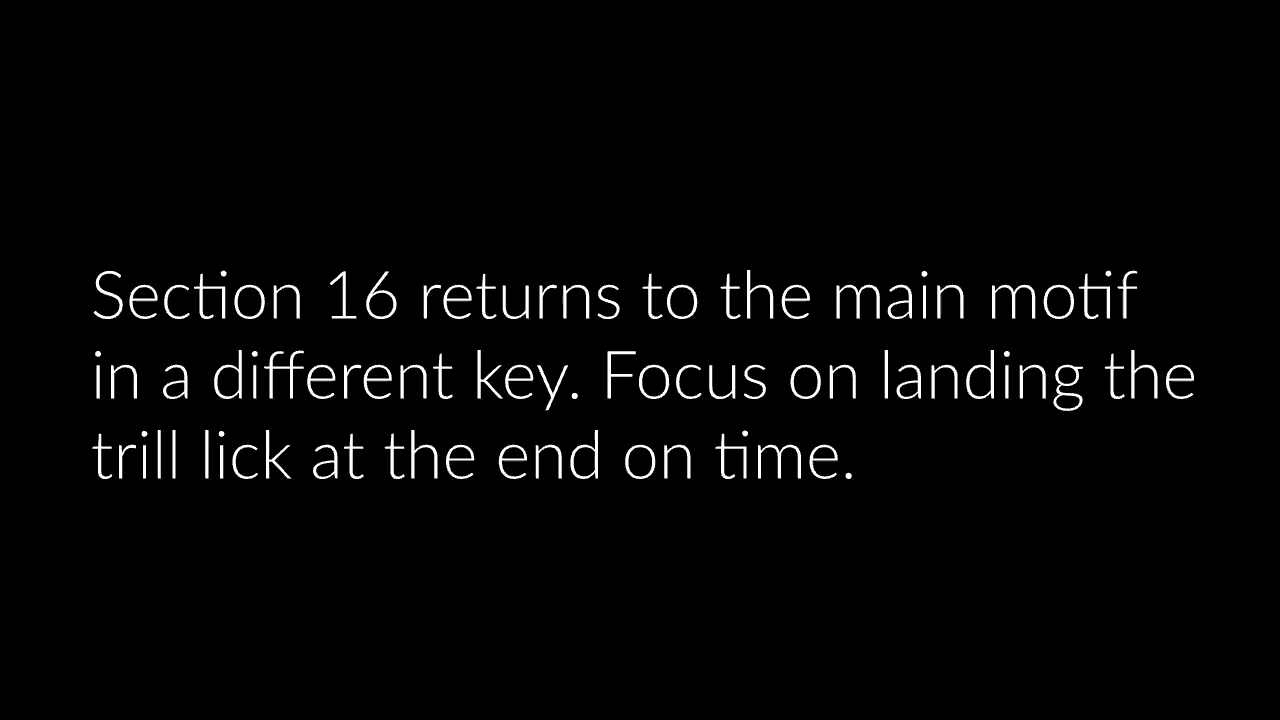 Section 16 returns to the main motif
in a different key. Focus on landing the
trill lick at the end on time.